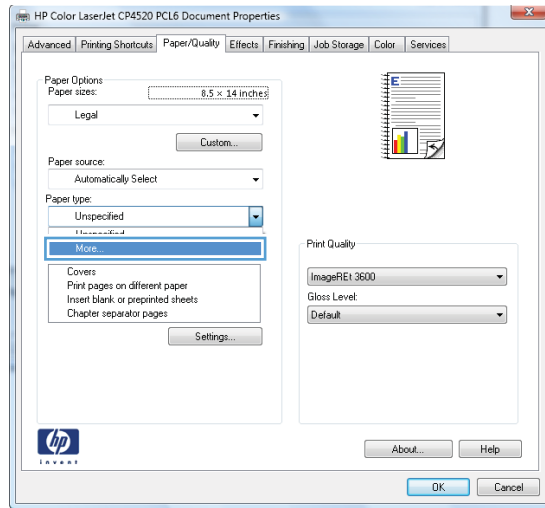 HP Color LaserJet CP4520 PCL6 Document Properties
Advanced Printing Shortcuts Paper/Quality Effects Finishing Job Storage Color Services
Paper Options
Paper sizes: 8.5 × 14 inches
Legal
Custom...
Paper source:
Automatically Select
Paper type:
Unspecified
Unspecified
More...
Covers
Print pages on different paper
Insert blank or preprinted sheets
Chapter separator pages
Settings...
E
Print Quality
ImageREt 3600
Gloss Level:
Default
hp
invent
About... Help
OK Cancel